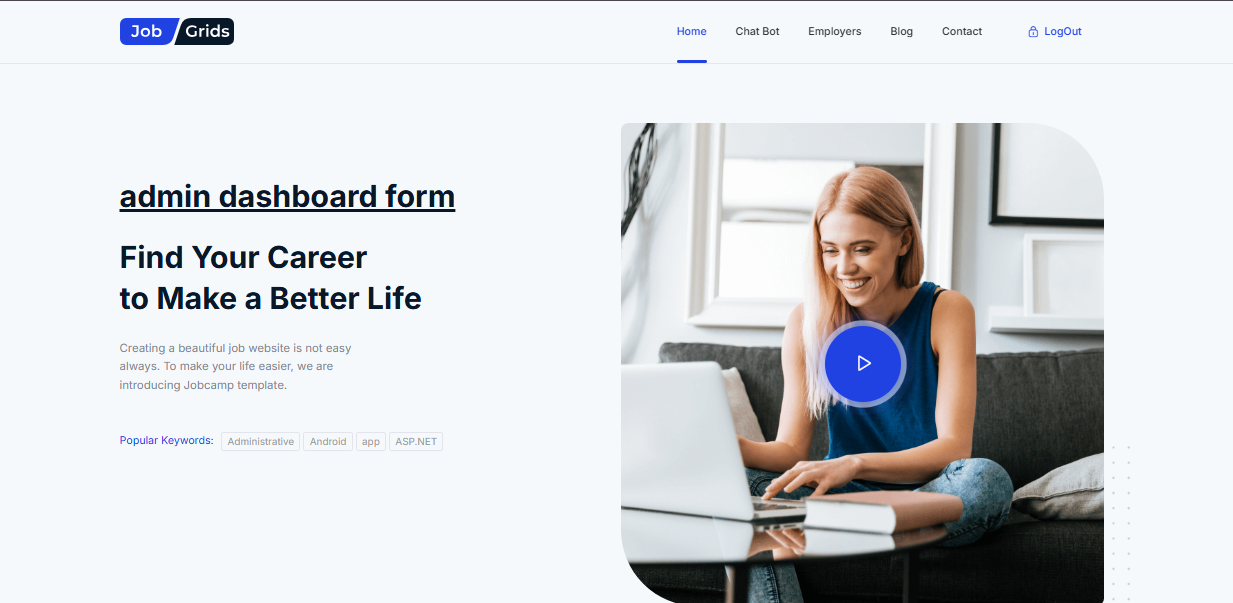 Job Grids
Home
Chat Bot
Employers
Blog
Contact
LogOut
admin dashboard form
Find Your Career
to Make a Better Life
Creating a beautiful job website is not easy
always. To make your life easier, we are
introducing Jobcamp template.
Popular Keywords: Administrative Android app ASP.NET